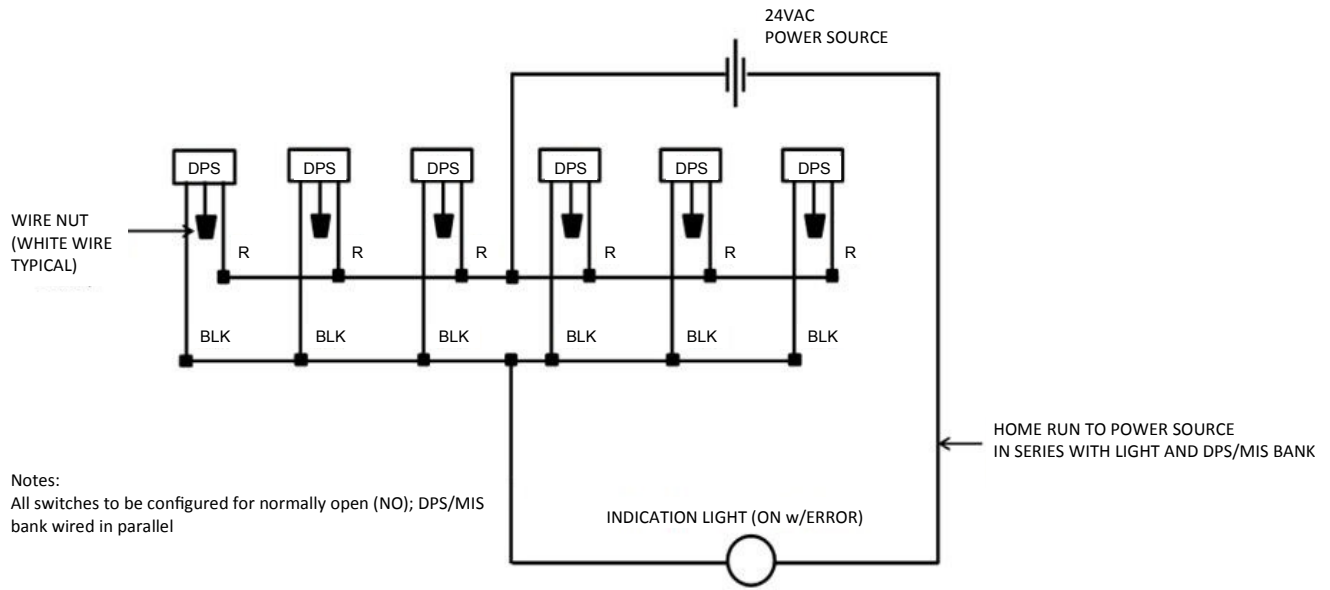 24VAC
POWER SOURCE
DPS DPS DPS DPS DPS DPS
WIRE NUT
(WHITE WIRE
TYPICAL)
R R R R R R
BLK BLK BLK BLK BLK BLK
HOME RUN TO POWER SOURCE
IN SERIES WITH LIGHT AND DPS/MIS BANK
Notes:
All switches to be configured for normally open (NO); DPS/MIS
bank wired in parallel
INDICATION LIGHT (ON w/ERROR)